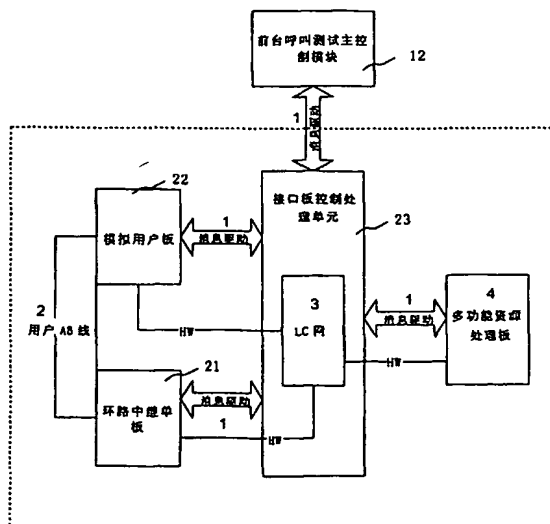 前台呼叫测试主控
制模块
12
1
消息驱动
22
模拟用户板
1
消息驱动
接口板控制处
理单元
23
2
用户 AB 线
HW
3
LC 网
1
消息驱动
4
多功能资源
处理板
HW
21
环路中继单
板
消息驱动
1
HW